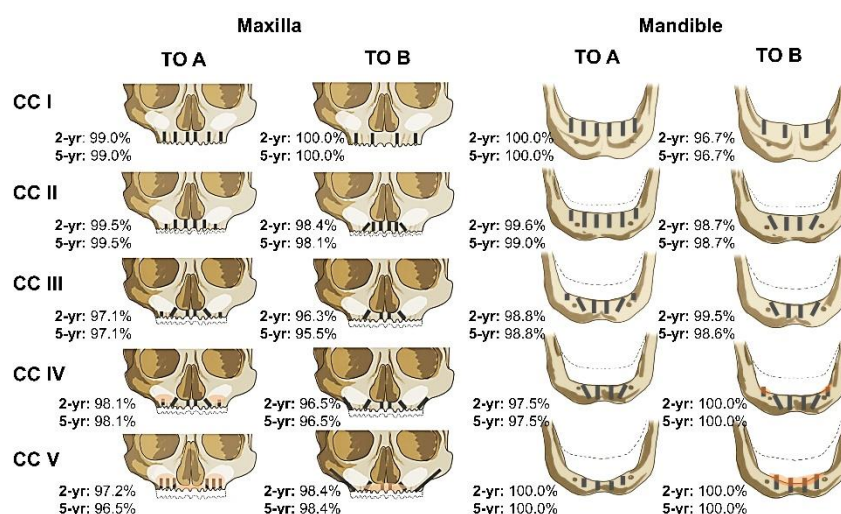 Maxilla Mandible
TO A TO B TO A TO B
CC I
2-yr: 99.0% 2-yr: 100.0% 2-yr: 100.0% 2-yr: 96.7%
5-yr: 99.0% 5-yr: 100.0% 5-yr: 100.0% 5-yr: 96.7%
CC II
2-yr: 99.5% 2-yr: 98.4% 2-yr: 99.6% 2-yr: 98.7%
5-yr: 99.5% 5-yr: 98.1% 5-yr: 99.0% 5-yr: 98.7%
CC III
2-yr: 97.1% 2-yr: 96.3% 2-yr: 98.8% 2-yr: 99.5%
5-yr: 97.1% 5-yr: 95.5% 5-yr: 98.8% 5-yr: 98.6%
CC IV
2-yr: 98.1% 2-yr: 96.5% 2-yr: 97.5% 2-yr: 100.0%
5-yr: 98.1% 5-yr: 96.5% 5-yr: 97.5% 5-yr: 100.0%
CC V
2-yr: 97.2% 2-yr: 98.4% 2-yr: 100.0% 2-yr: 100.0%
5-yr: 96.5% 5-yr: 98.4% 5-yr: 100.0% 5-yr: 100.0%